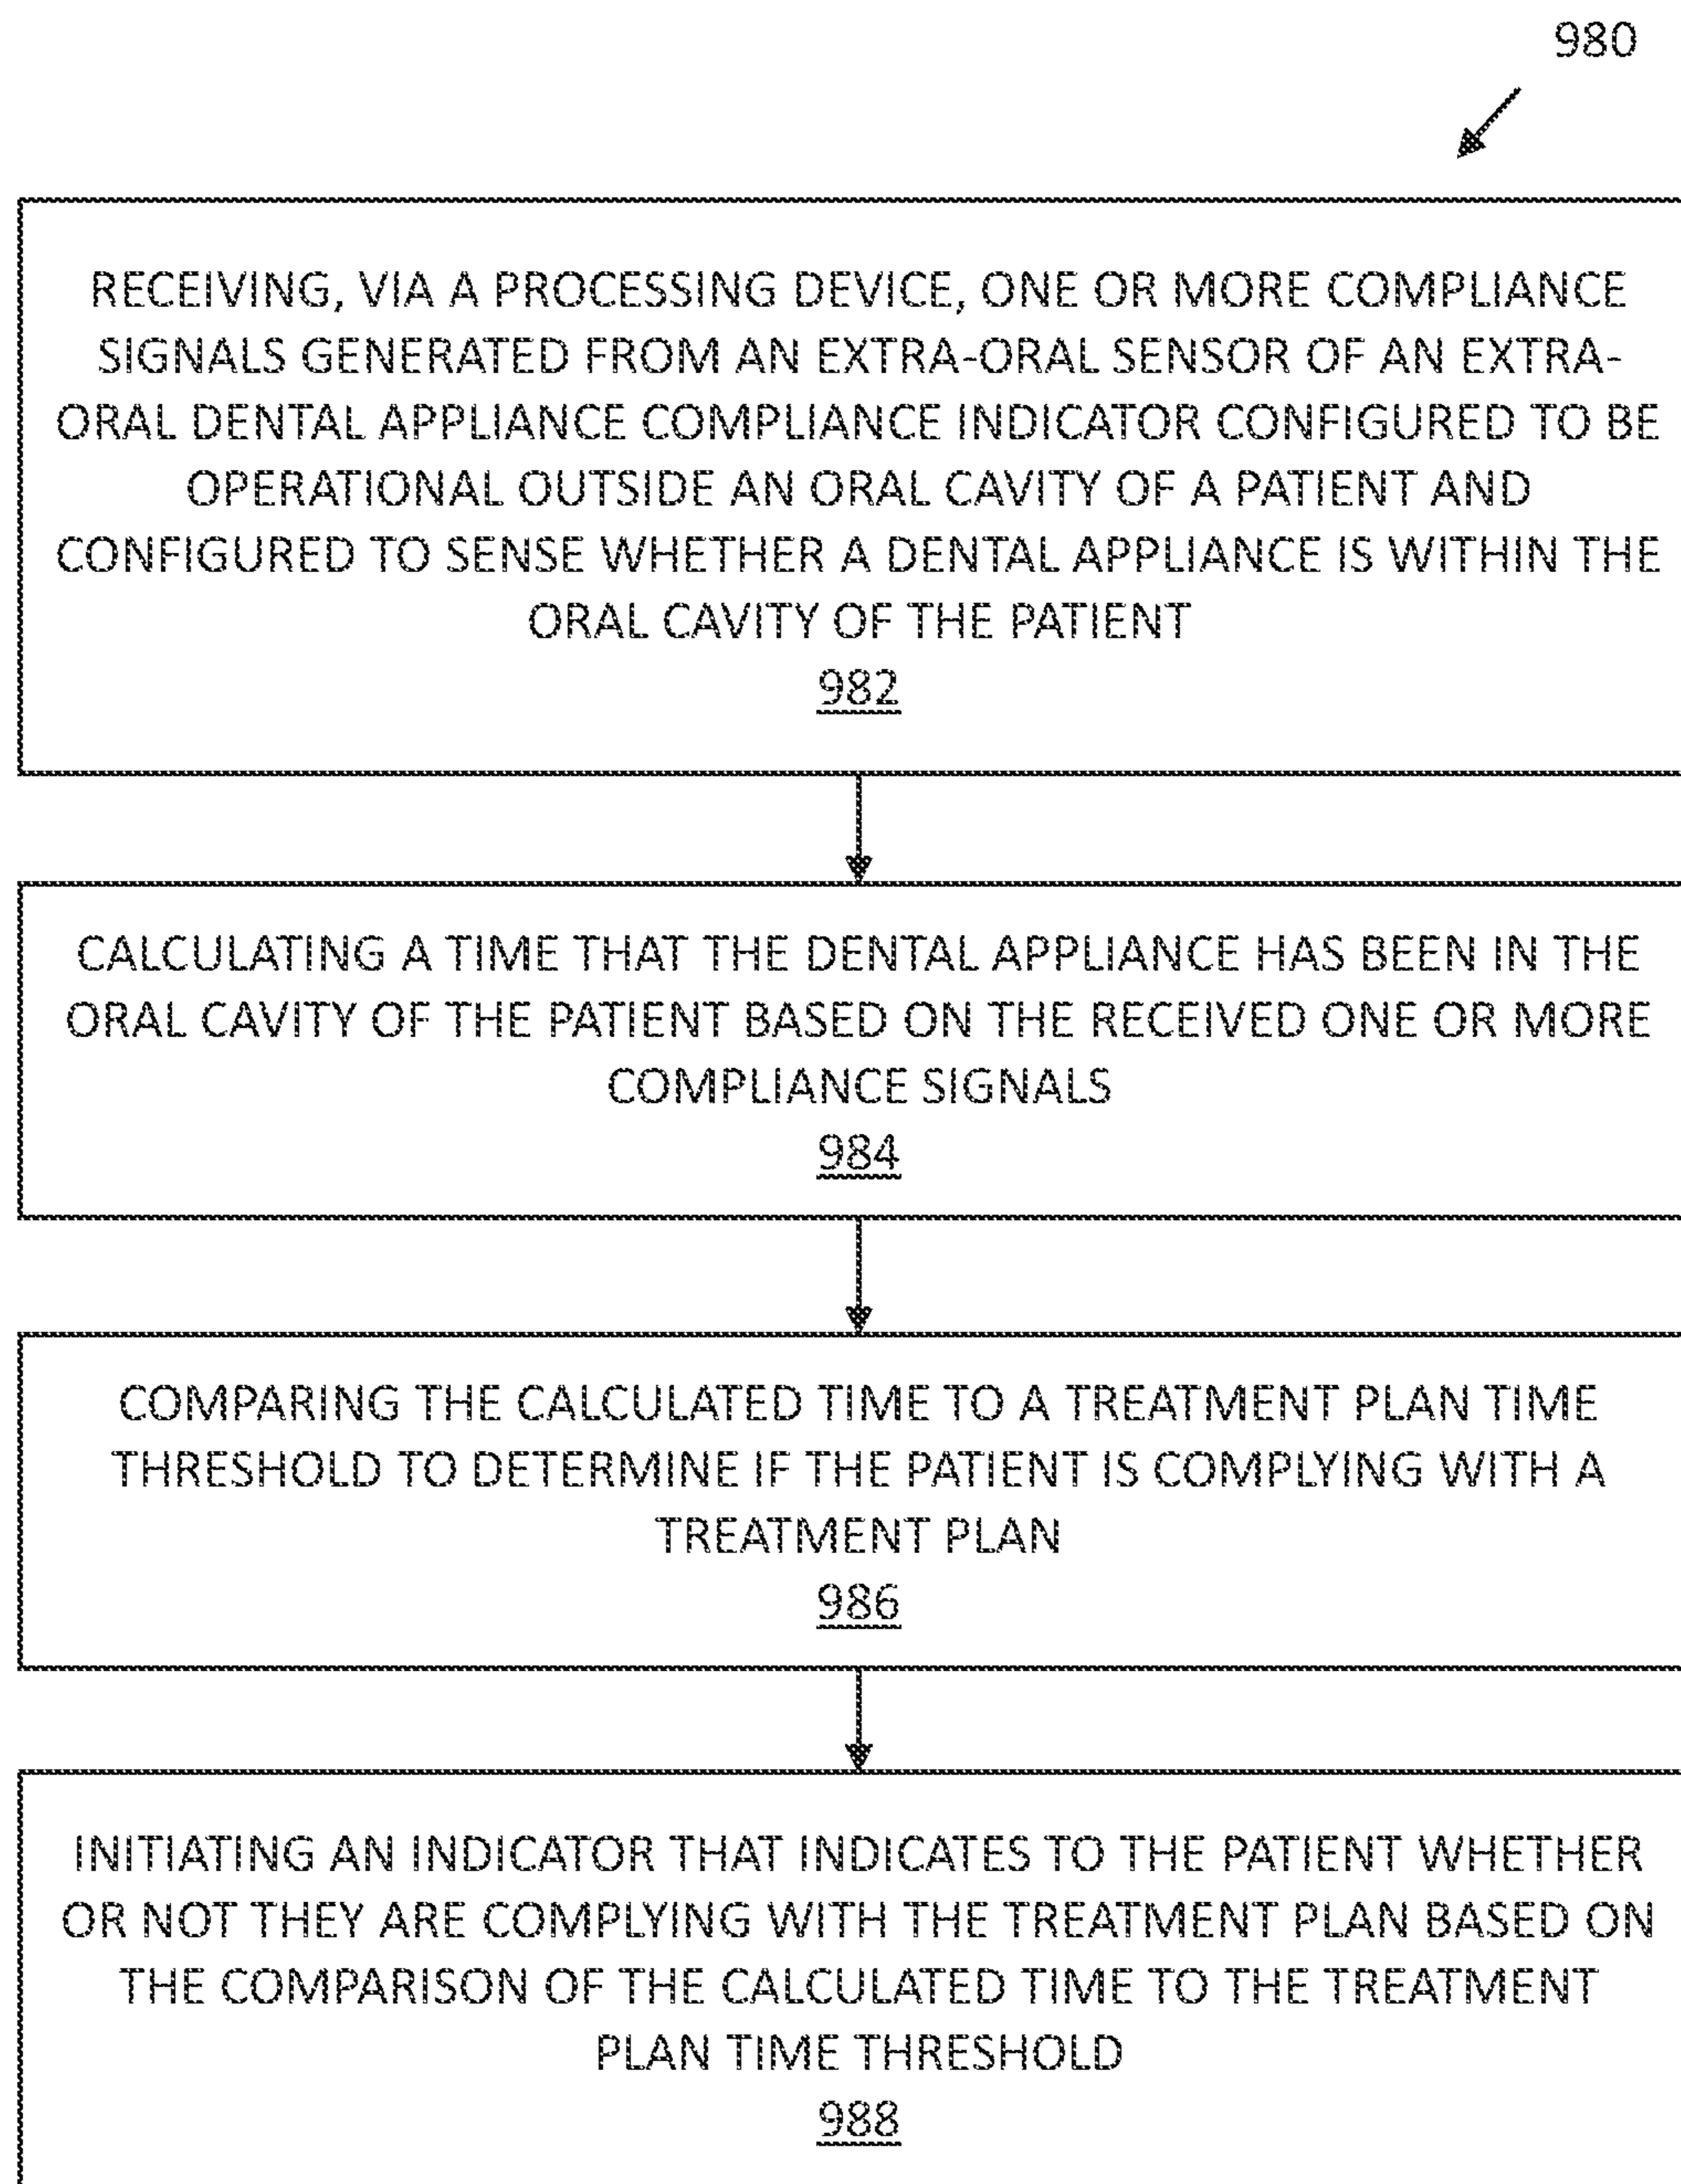 980
RECEIVING, VIA A PROCESSING DEVICE, ONE OR MORE COMPLIANCE
SIGNALS GENERATED FROM AN EXTRA-ORAL SENSOR OF AN EXTRA-
ORAL DENTAL APPLIANCE COMPLIANCE INDICATOR CONFIGURED TO BE
OPERATIONAL OUTSIDE AN ORAL CAVITY OF A PATIENT AND
CONFIGURED TO SENSE WHETHER A DENTAL APPLIANCE IS WITHIN THE
ORAL CAVITY OF THE PATIENT
982
CALCULATING A TIME THAT THE DENTAL APPLIANCE HAS BEEN IN THE
ORAL CAVITY OF THE PATIENT BASED ON THE RECEIVED ONE OR MORE
COMPLIANCE SIGNALS
984
COMPARING THE CALCULATED TIME TO A TREATMENT PLAN TIME
THRESHOLD TO DETERMINE IF THE PATIENT IS COMPLYING WITH A
TREATMENT PLAN
986
INITIATING AN INDICATOR THAT INDICATES TO THE PATIENT WHETHER
OR NOT THEY ARE COMPLYING WITH THE TREATMENT PLAN BASED ON
THE COMPARISON OF THE CALCULATED TIME TO THE TREATMENT
PLAN TIME THRESHOLD
988